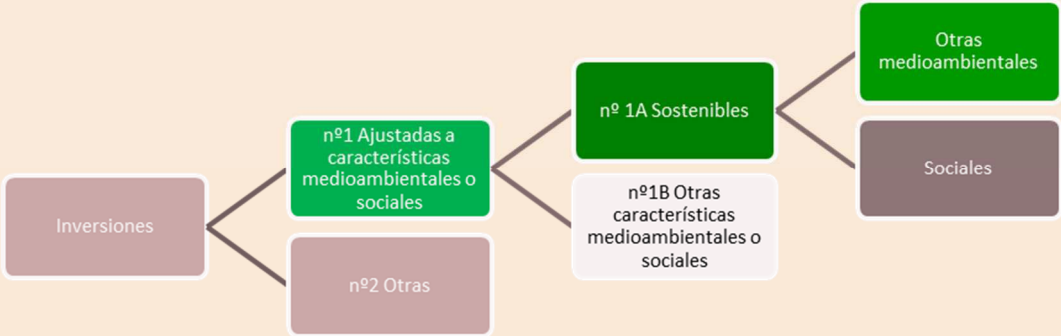 Inversiones
nº1 Ajustadas a
características
medioambientales o
sociales
nº2 Otras
nº 1A Sostenibles
nº1B Otras
características
medioambientales o
sociales
Otras
medioambientales
Sociales